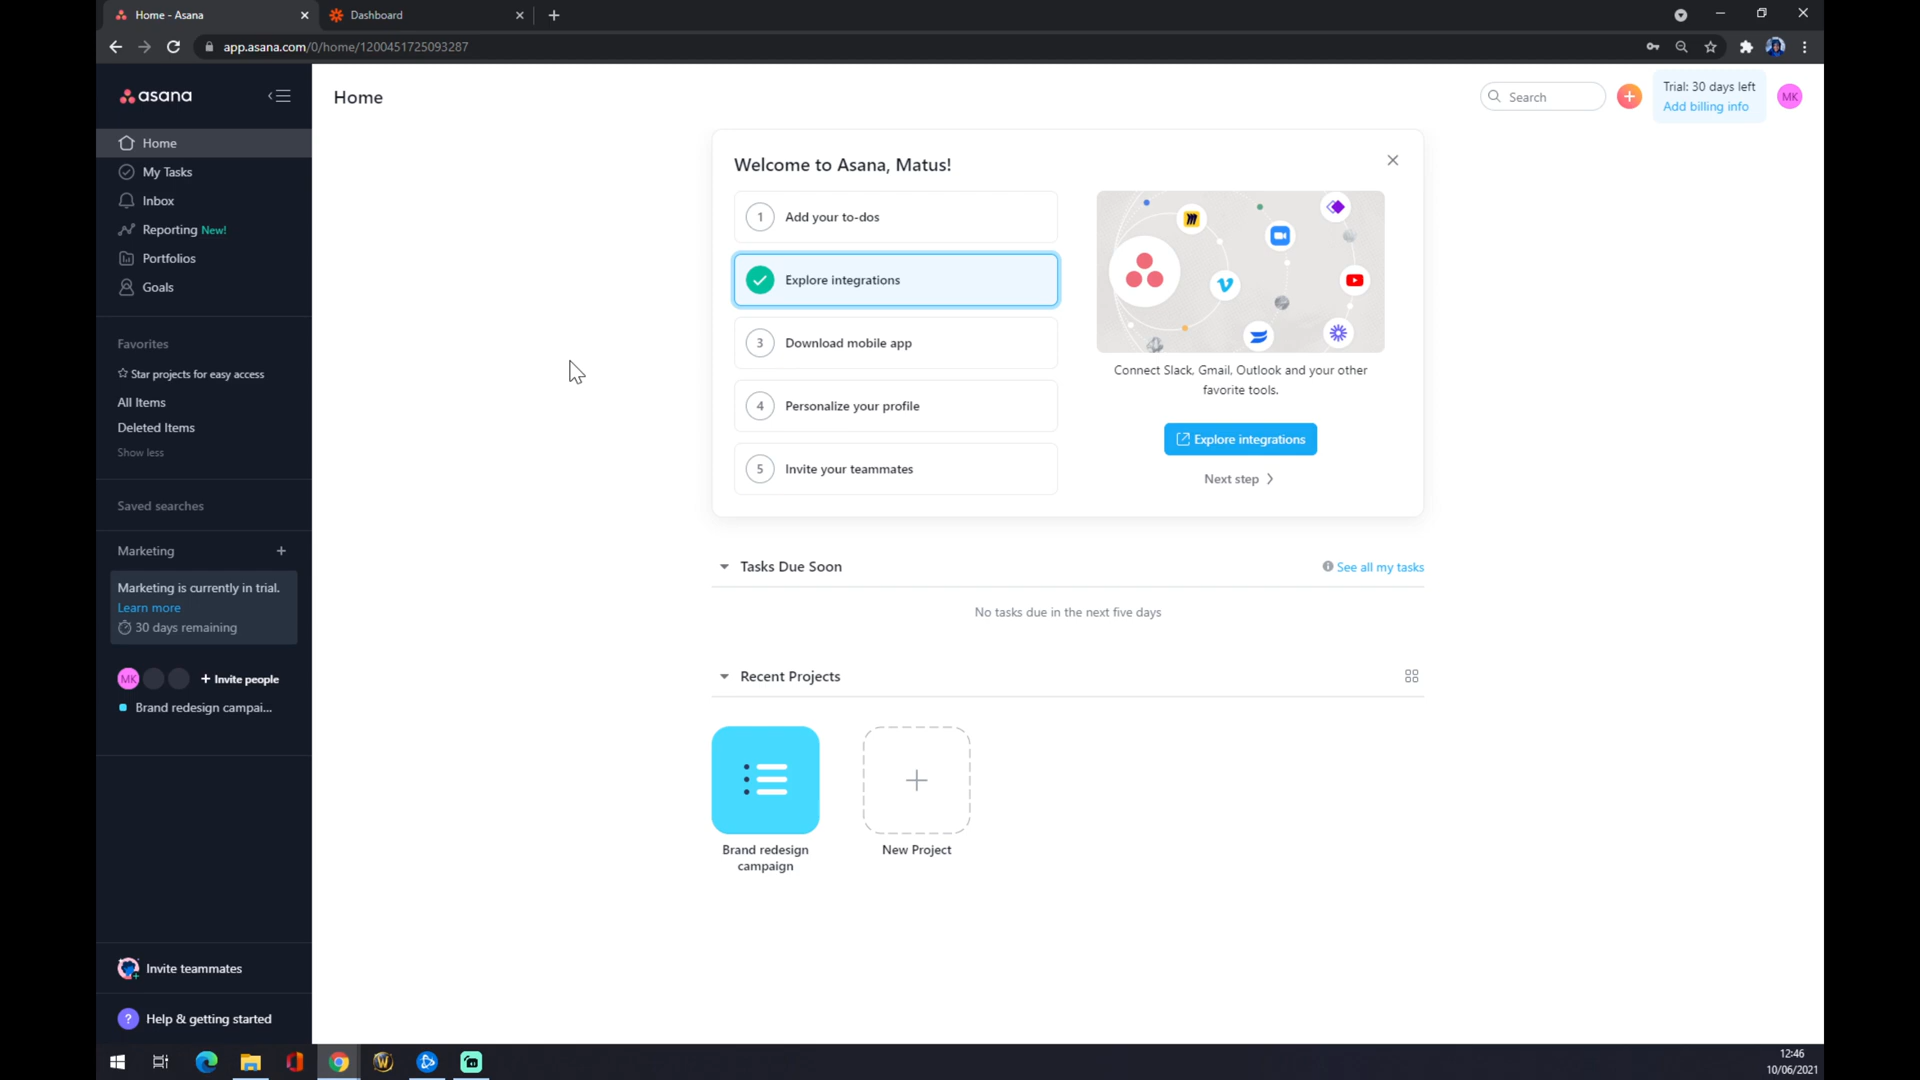 Home - Asana
Dashboard
app.asana.com/0/home/1200451725093287
asana
Home
Search
Trial: 30 days left
Add billing info
MK
Home
My Tasks
Inbox
Reporting New!
Portfolios
Goals
Favorites
Star projects for easy access
All Items
Deleted Items
Show less
Saved searches
Marketing
Marketing is currently in trial.
Learn more
30 days remaining
MK
+ Invite people
Brand redesign campai...
Invite teammates
? Help & getting started
Welcome to Asana, Matus!
1 Add your to-dos
Explore integrations
3 Download mobile app
4 Personalize your profile
5 Invite your teammates
Connect Slack, Gmail, Outlook and your other
favorite tools.
Explore integrations
Next step
Tasks Due Soon
See all my tasks
No tasks due in the next five days
Recent Projects
Brand redesign
campaign
New Project
12:46
10/06/2021